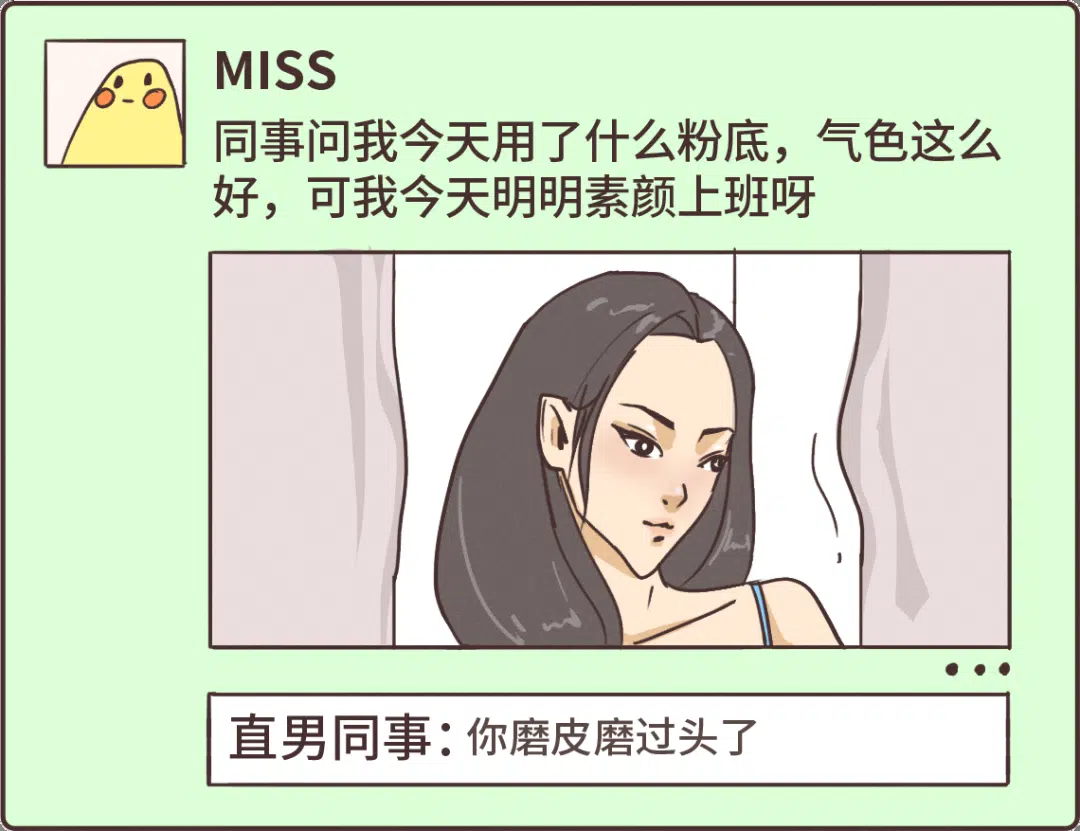 MISS
同事问我今天用了什么粉底，气色这么
好，可我今天明明素颜上班呀
直男同事：你磨皮磨过头了